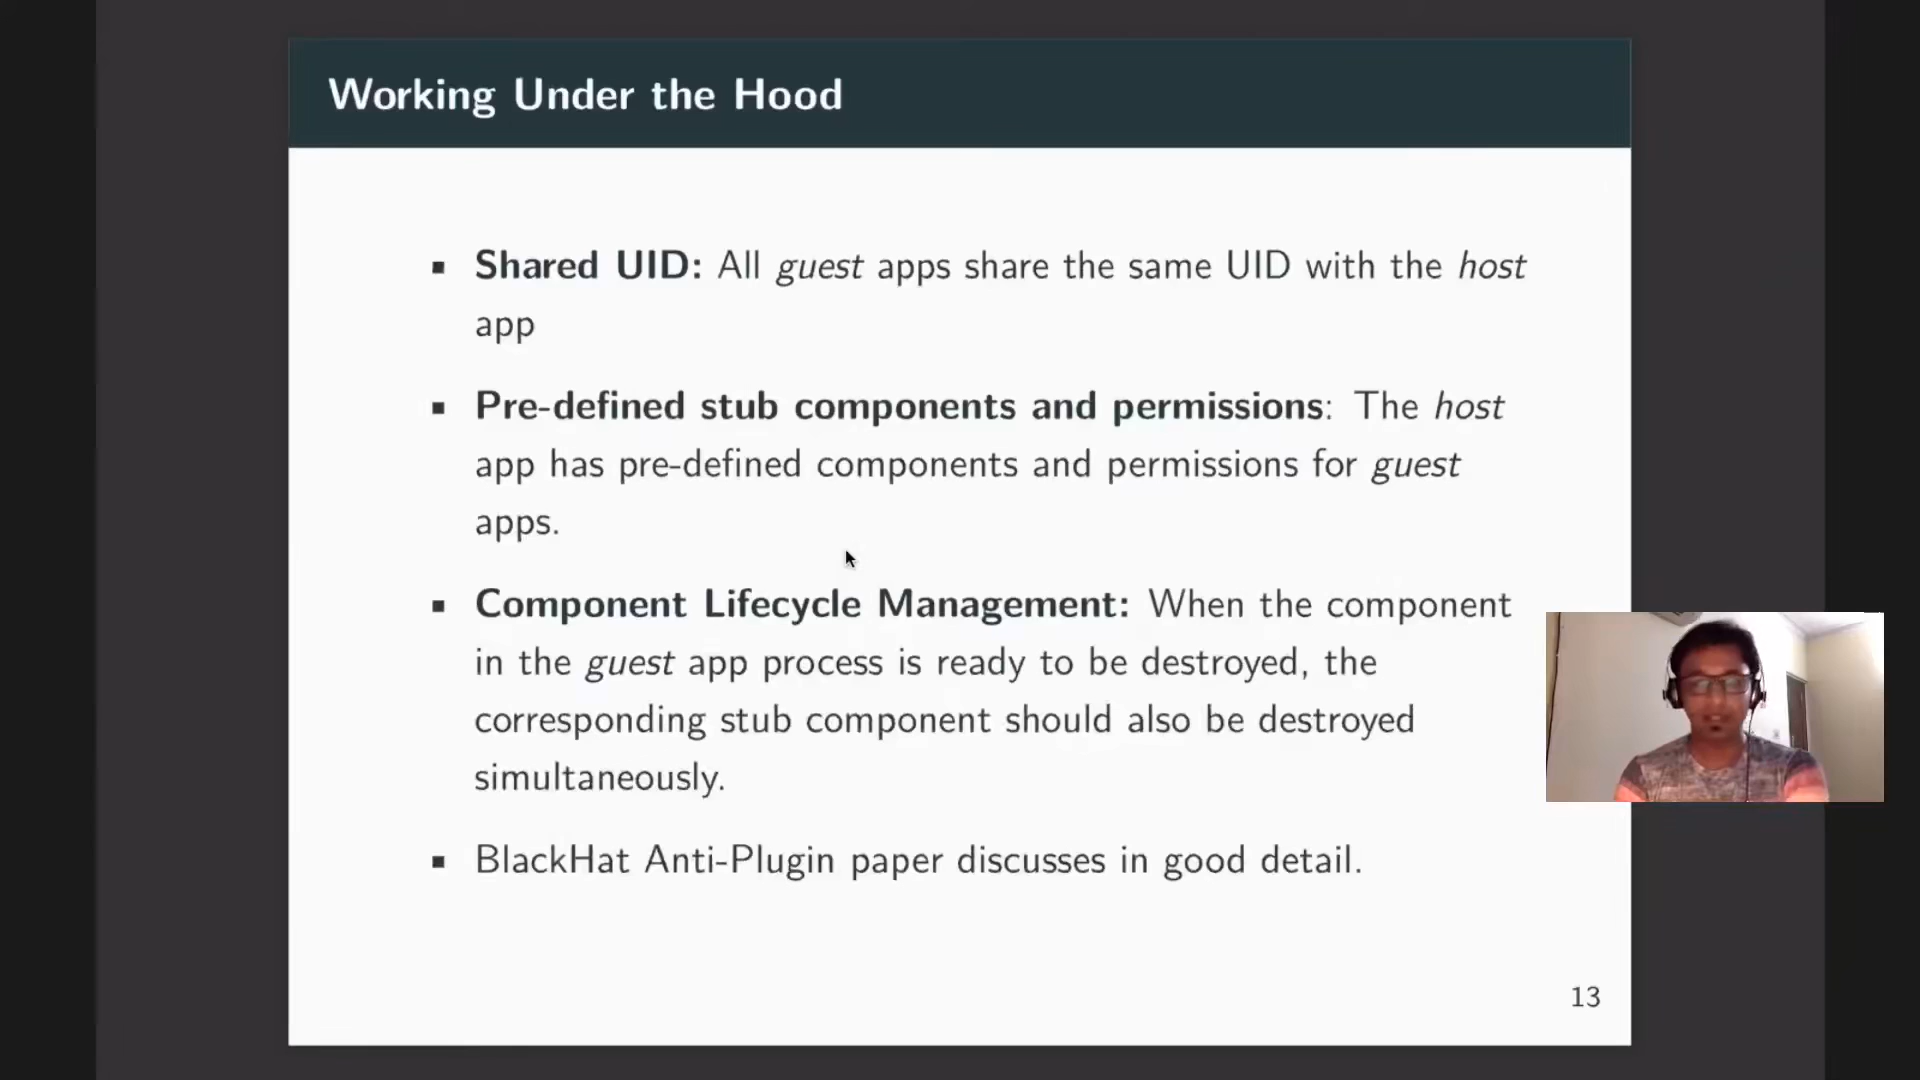 Working Under the Hood
▪ Shared UID: All guest apps share the same UID with the host
app
▪ Pre-defined stub components and permissions: The host
app has pre-defined components and permissions for guest
apps.
▪ Component Lifecycle Management: When the component
in the guest app process is ready to be destroyed, the
corresponding stub component should also be destroyed
simultaneously.
▪ BlackHat Anti-Plugin paper discusses in good detail.
13